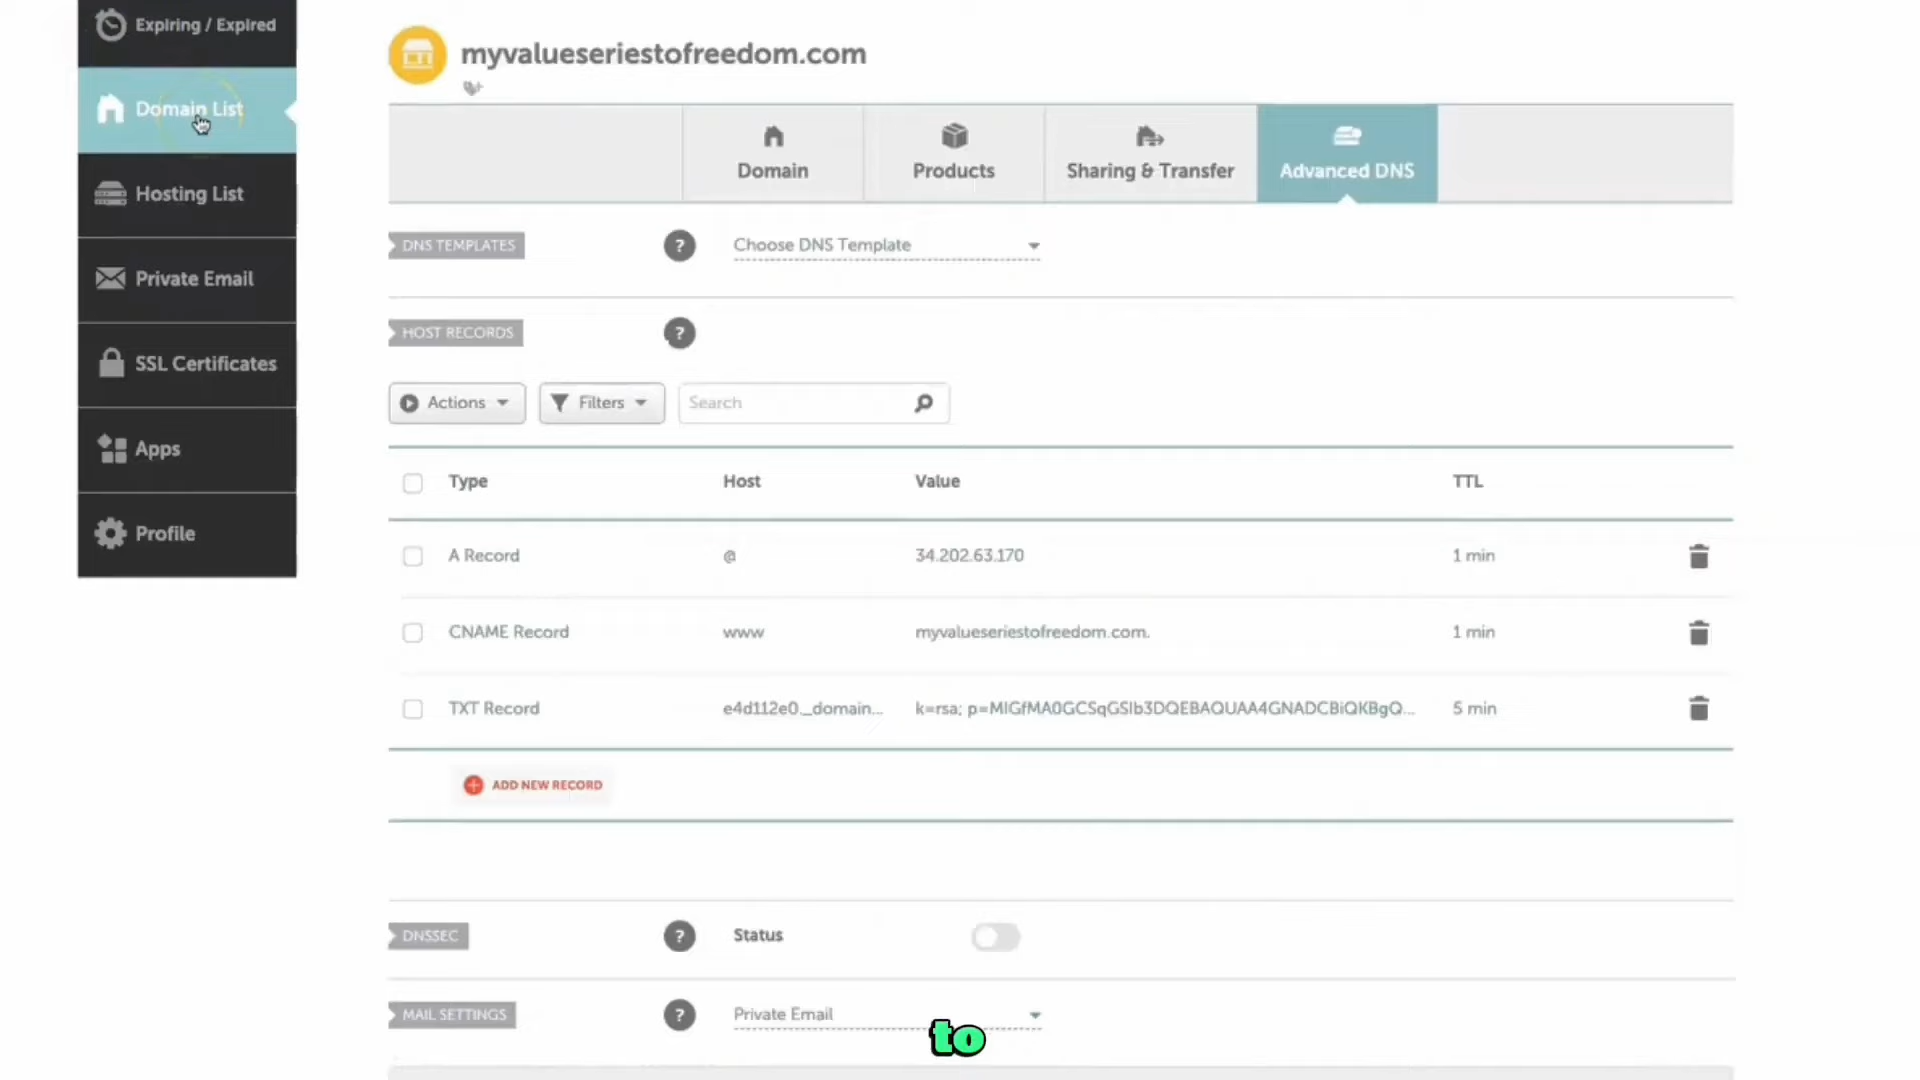 Expiring / Expired
Domain List
Hosting List
Private Email
SSL Certificates
Apps
Profile
myvalueseriestofreedom.com
Domain
Products
Sharing & Transfer
Advanced DNS
DNS TEMPLATES
?
Choose DNS Template
HOST RECORDS
?
Actions
Filters
Search
Type Host Value TTL
A Record @ 34.202.63.170 1 min
CNAME Record www myvalueseriestofreedom.com. 1 min
TXT Record e4d112e0._domain... k=rsa; p=MIGfMA0GCSqGSIb3DQEBAQUAA4GNADCBiQKBgQ... 5 min
ADD NEW RECORD
DNSSEC
?
Status
MAIL SETTINGS
?
Private Email
to